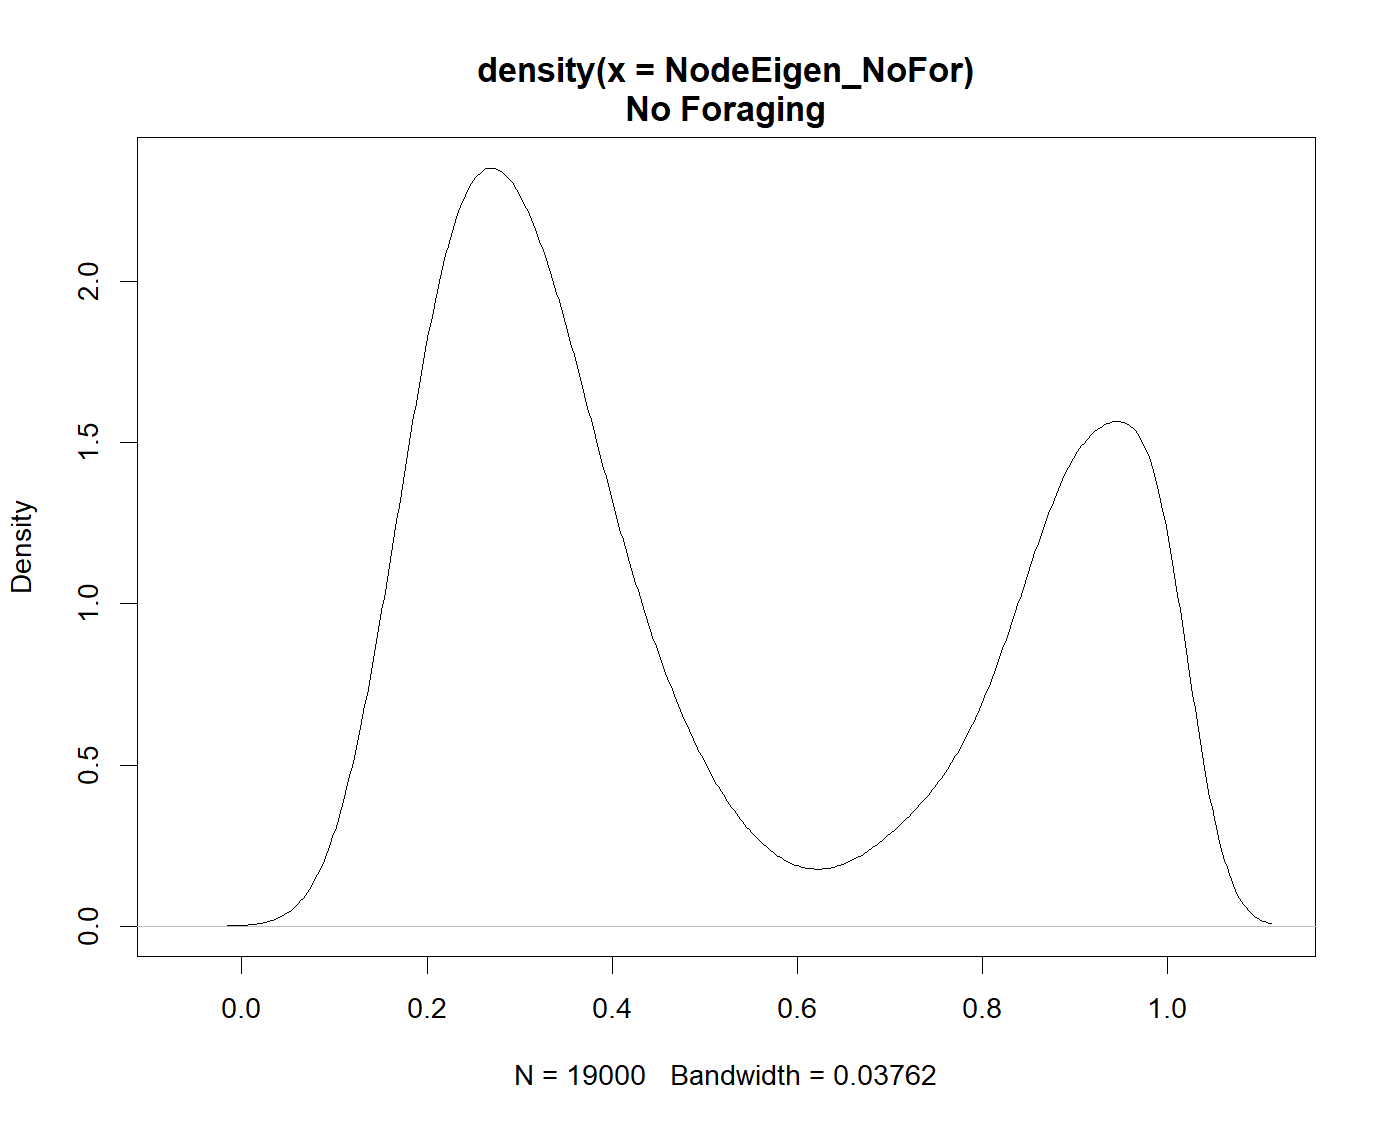 density(x = NodeEigen_NoFor)
No Foraging
Density
2.0
1.5
1.0
0.5
0.0
0.0 0.2 0.4 0.6 0.8 1.0
N = 19000 Bandwidth = 0.03762